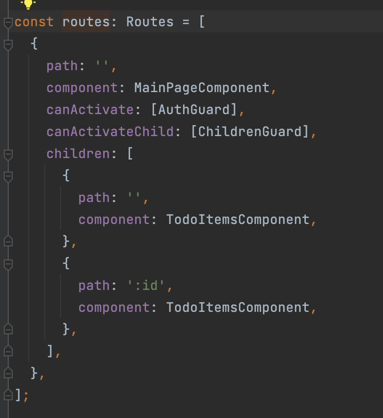 const routes: Routes = [
  {
    path: '',
    component: MainPageComponent,
    canActivate: [AuthGuard],
    canActivateChild: [ChildrenGuard],
    children: [
      {
        path: '',
        component: TodoItemsComponent,
      },
      {
        path: ':id',
        component: TodoItemsComponent,
      },
    ],
  },
];